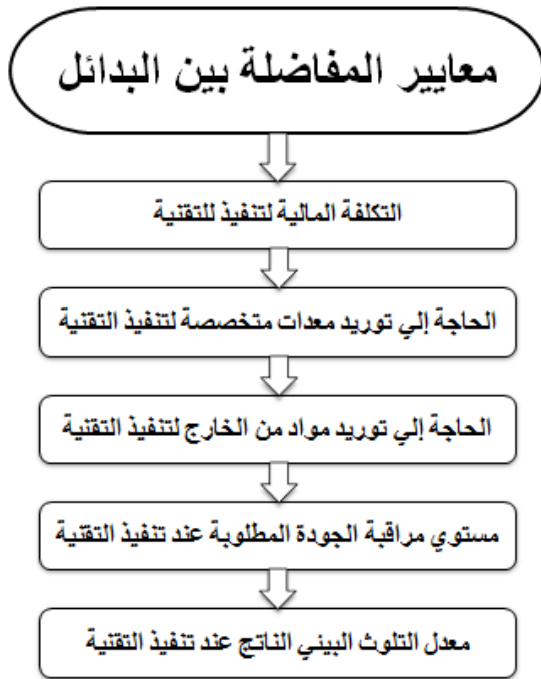 معايير المفاضلة بين البدائل
التكلفة المالية لتنفيذ للتقنية
الحاجة إلي توريد معدات متخصصة لتنفيذ التقنية
الحاجة إلي توريد مواد من الخارج لتنفيذ التقنية
مستوي مراقبة الجودة المطلوبة عند تنفيذ التقنية
معدل التلوث البيئي الناتج عند تنفيذ التقنية